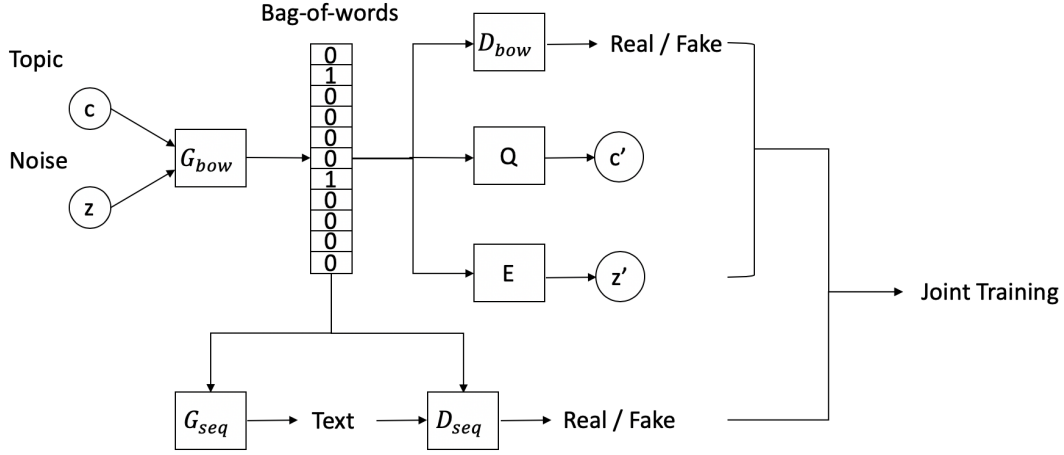 Bag-of-words
Topic
c
Noise
z
G_bow
0
1
0
0
0
0
1
0
0
0
0
D_bow
Real / Fake
Q
c'
E
z'
Joint Training
G_seq
Text
D_seq
Real / Fake